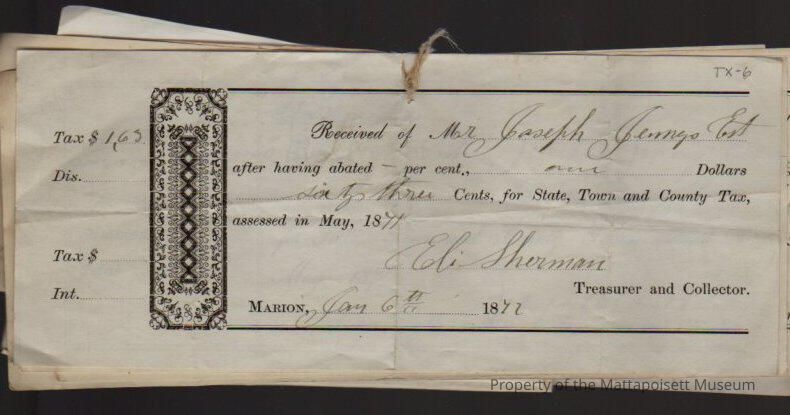 TX-6
Tax $ 1,63
Dis.
Tax $
Int.
Received of Mr Joseph Jennys Est
after having abated — per cent., one Dollars
sixty three Cents, for State, Town and County Tax,
assessed in May, 1871
Eli Sherman
Treasurer and Collector.
MARION, Jan 6th 1872
Property of the Mattapoisett Museum